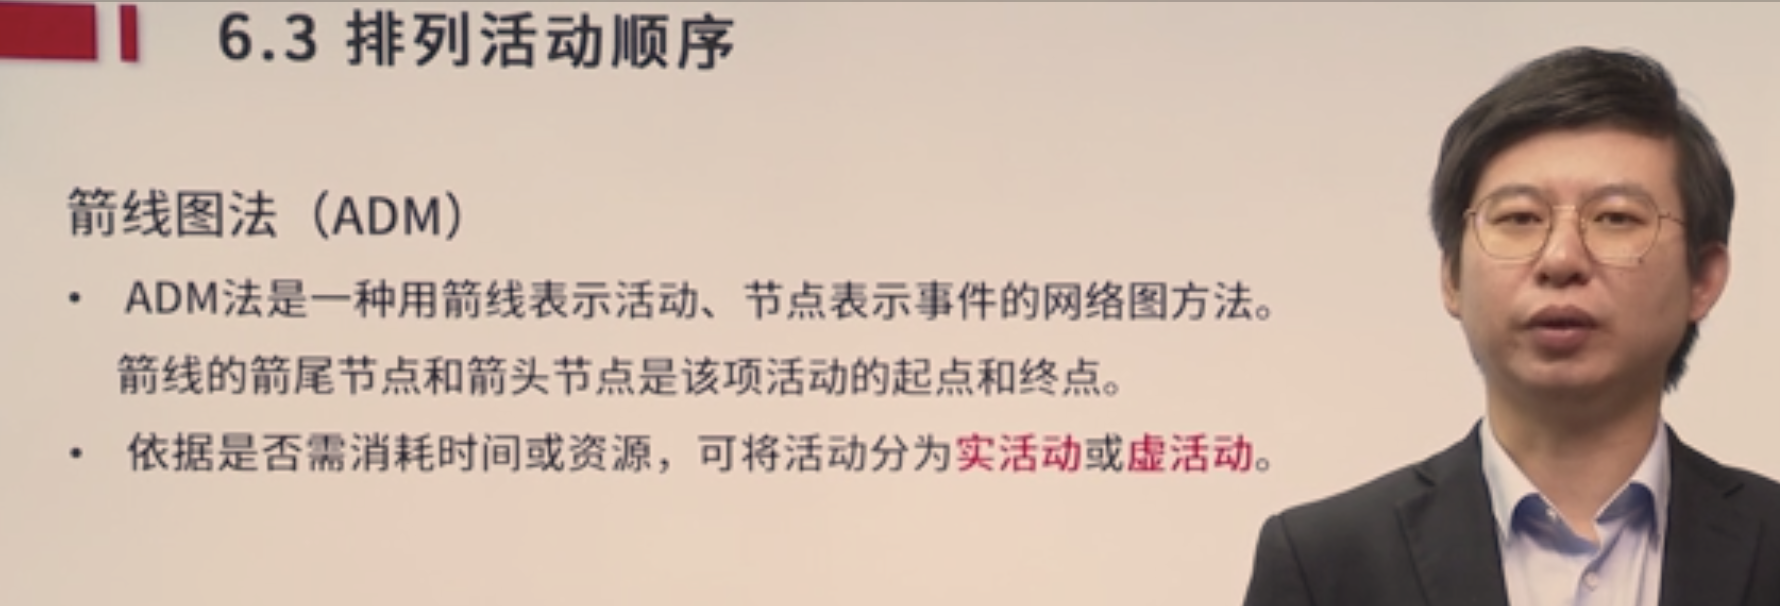 6.3 排列活动顺序
箭线图法（ADM）
• ADM法是一种用箭线表示活动、节点表示事件的网络图方法。
箭线的箭尾节点和箭头节点是该项活动的起点和终点。
• 依据是否需消耗时间或资源，可将活动分为实活动或虚活动。